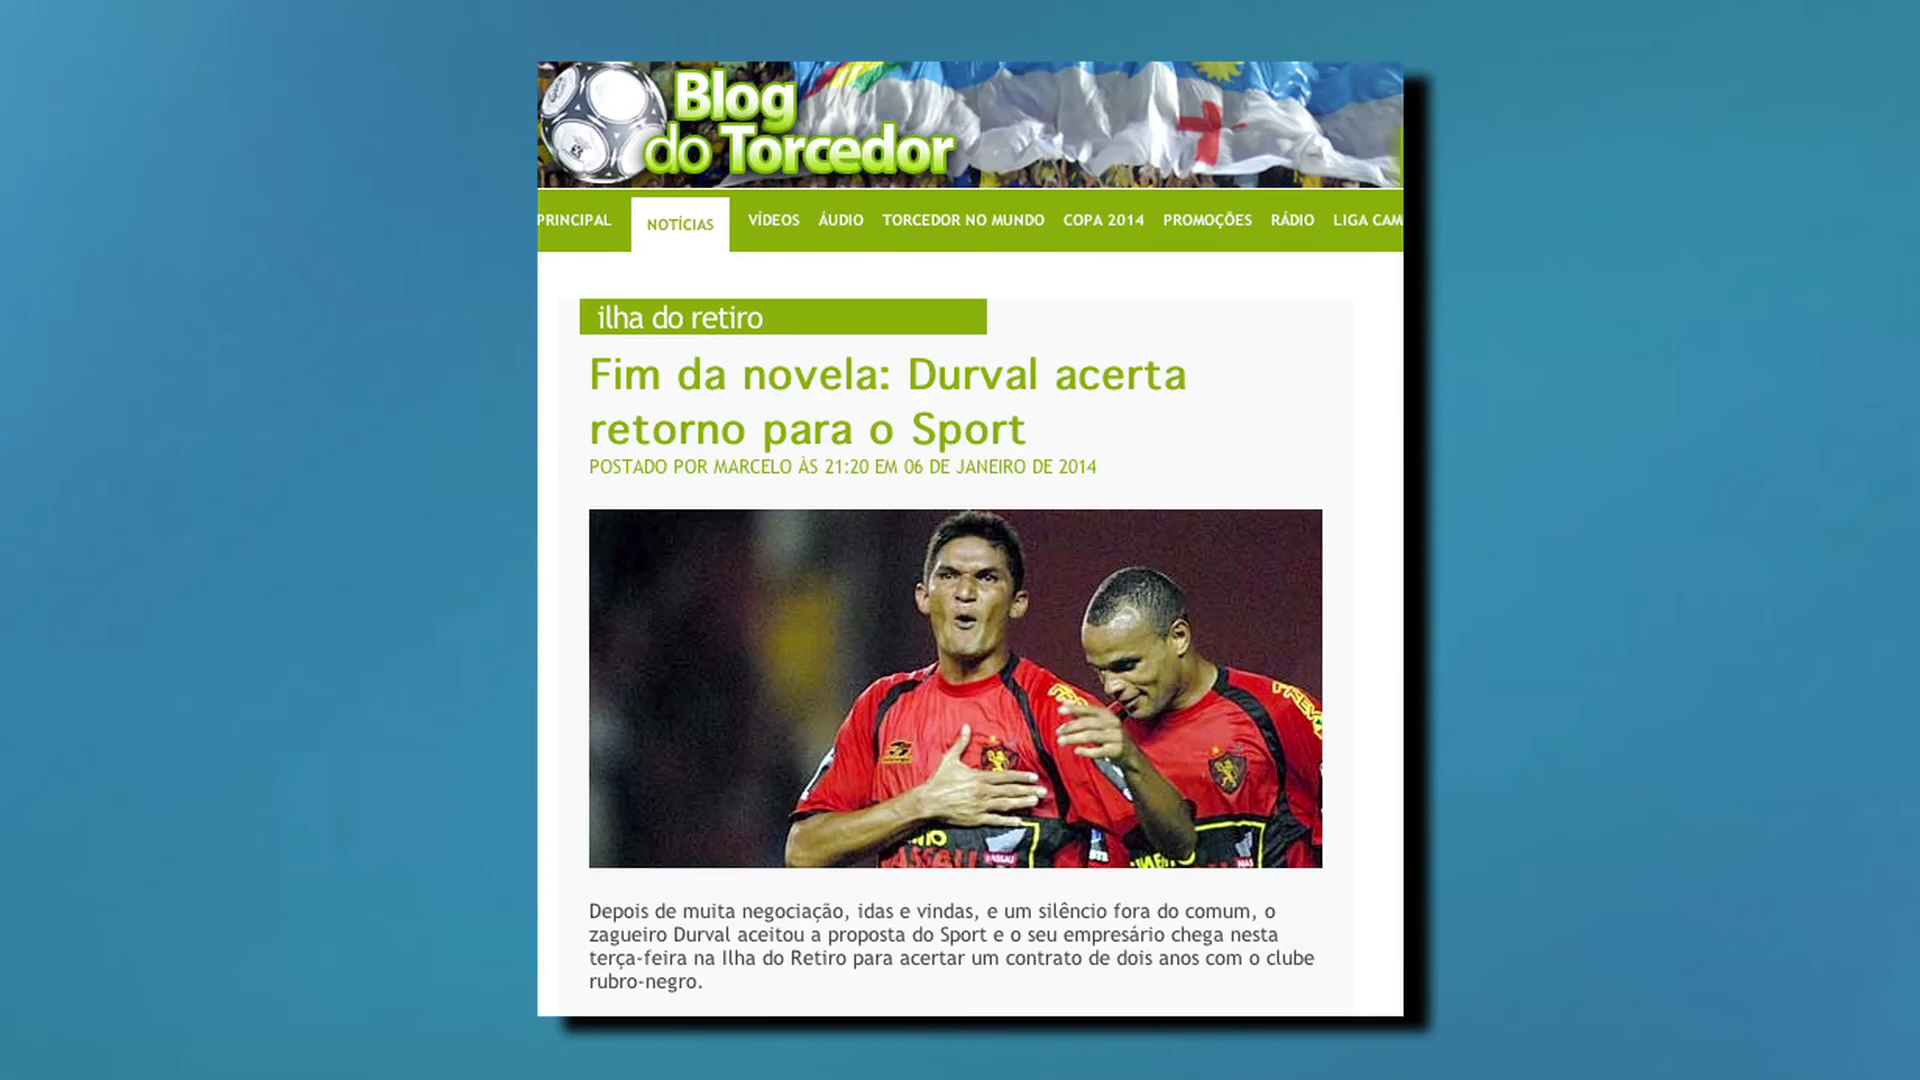 Blog
do Torcedor
PRINCIPAL NOTÍCIAS VÍDEOS ÁUDIO TORCEDOR NO MUNDO COPA 2014 PROMOÇÕES RÁDIO LIGA CAM
ilha do retiro
Fim da novela: Durval acerta
retorno para o Sport
POSTADO POR MARCELO ÀS 21:20 EM 06 DE JANEIRO DE 2014
Depois de muita negociação, idas e vindas, e um silêncio fora do comum, o
zagueiro Durval aceitou a proposta do Sport e o seu empresário chega nesta
terça-feira na Ilha do Retiro para acertar um contrato de dois anos com o clube
rubro-negro.